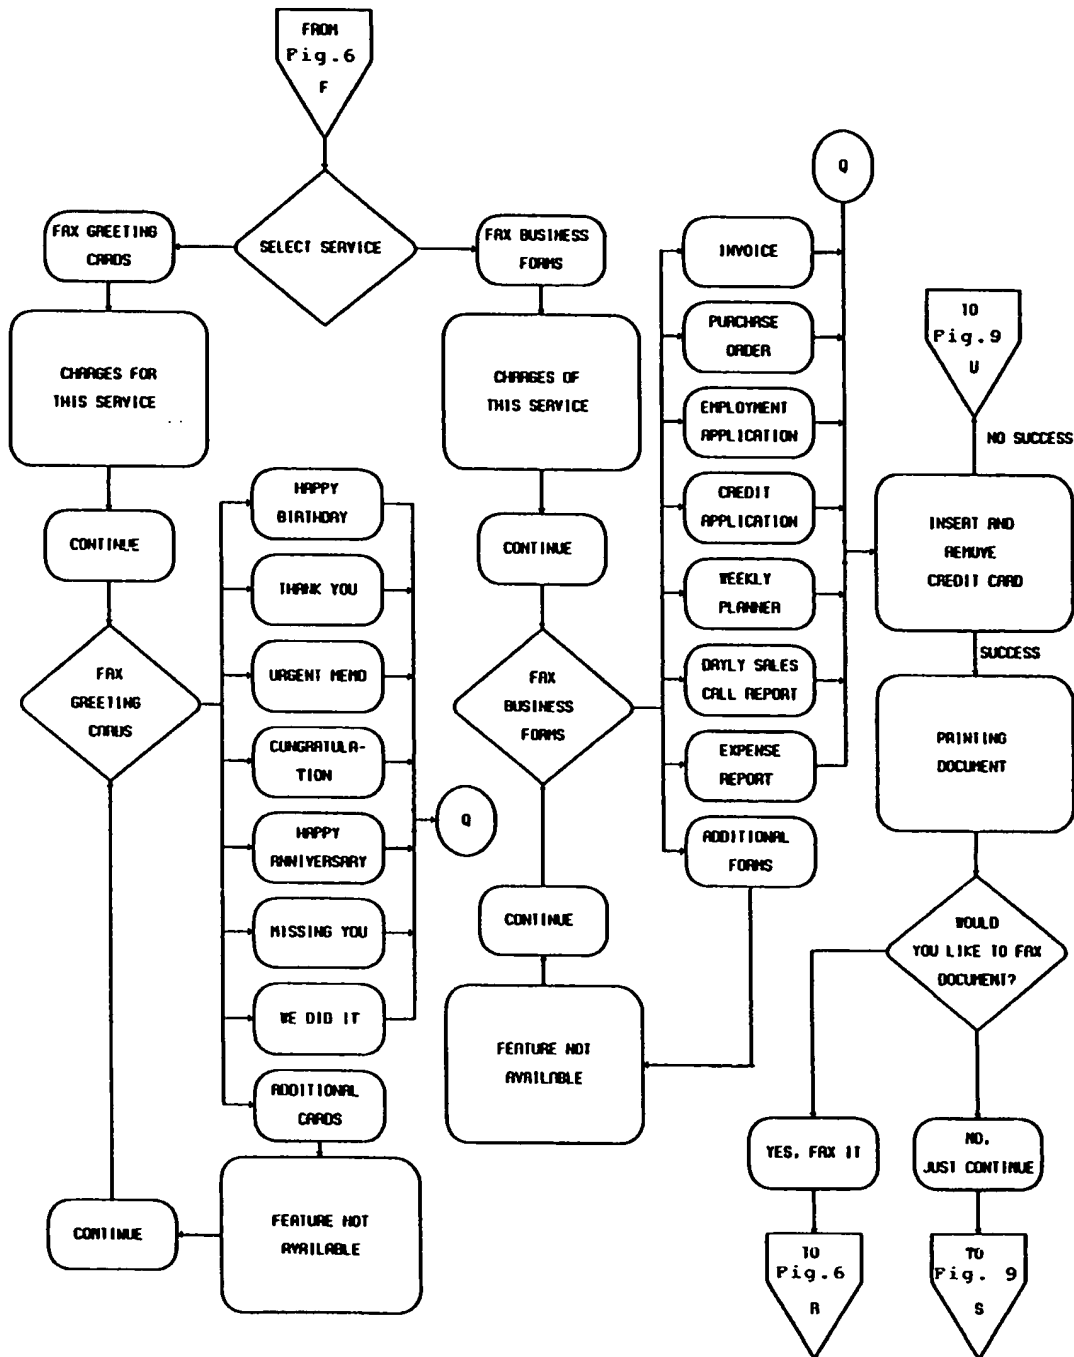 FROM
Fig.6
F
SELECT SERVICE
FAX GREETING
CARDS
CHARGES FOR
THIS SERVICE
CONTINUE
FAX
GREETING
CARDS
HAPPY
BIRTHDAY
THANK YOU
URGENT MEMO
CONGRATULA-
TION
HAPPY
ANNIVERSARY
MISSING YOU
WE DID IT
ADDITIONAL
CARDS
FEATURE NOT
AVAILABLE
CONTINUE
Q
FAX BUSINESS
FORMS
CHARGES OF
THIS SERVICE
CONTINUE
FAX
BUSINESS
FORMS
CONTINUE
FEATURE NOT
AVAILABLE
INVOICE
PURCHASE
ORDER
EMPLOYMENT
APPLICATION
CREDIT
APPLICATION
WEEKLY
PLANNER
DAYLY SALES
CALL REPORT
EXPENSE
REPORT
ADDITIONAL
FORMS
Q
TO
Fig.9
U
NO SUCCESS
INSERT AND
REMOVE
CREDIT CARD
SUCCESS
PRINTING
DOCUMENT
WOULD
YOU LIKE TO FAX
DOCUMENT?
YES, FAX IT
TO
Fig.6
R
NO,
JUST CONTINUE
TO
Fig. 9
S